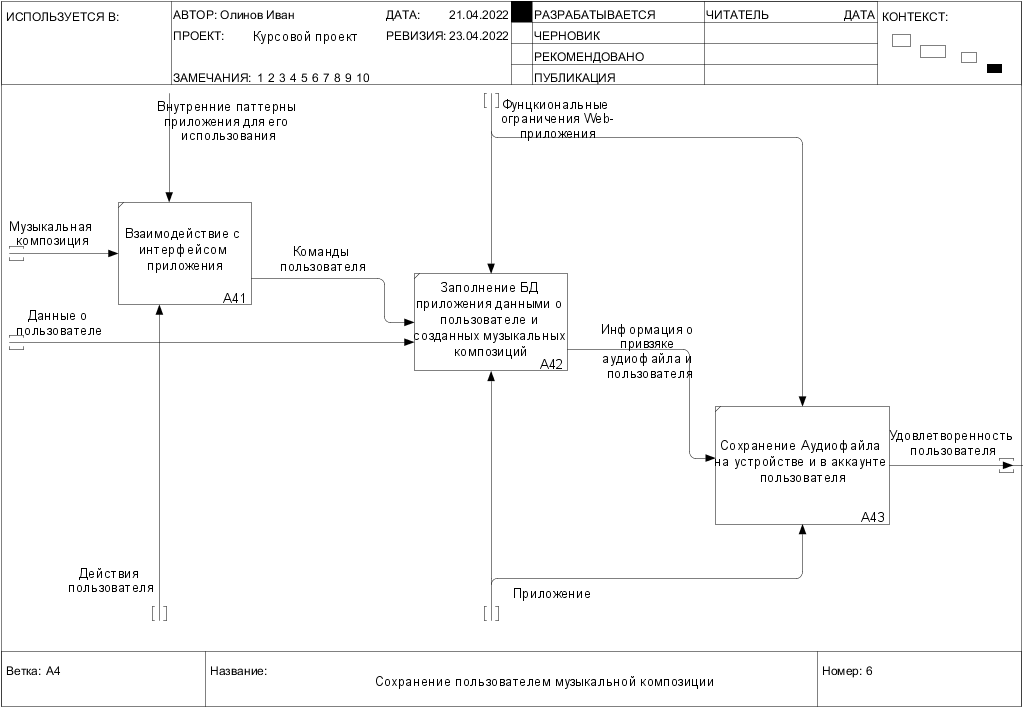 ИСПОЛЬЗУЕТСЯ В:
АВТОР: Олинов Иван
ДАТА: 21.04.2022
ПРОЕКТ: Курсовой проект
РЕВИЗИЯ: 23.04.2022
ЗАМЕЧАНИЯ: 1 2 3 4 5 6 7 8 9 10
РАЗРАБАТЫВАЕТСЯ
ЧЕРНОВИК
РЕКОМЕНДОВАНО
ПУБЛИКАЦИЯ
ЧИТАТЕЛЬ
ДАТА
КОНТЕКСТ:
Внутренние паттерны
приложения для его
использования
Фунцкиональные
ограничения Web-
приложения
Музыкальная
композиция
Взаимодействие с
интерфейсом
приложения
A41
Команды
пользователя
Данные о
пользователе
Заполнение БД
приложения данными о
пользователе и
созданных музыкальных
композиций
A42
Информация о
привзяке
аудиофайла и
пользователя
Сохранение Аудиофайла
на устройстве и в аккаунте
пользователя
A43
Удовлетворенность
пользователя
Действия
пользователя
Приложение
Ветка: A4
Название:
Сохранение пользователем музыкальной композиции
Номер: 6